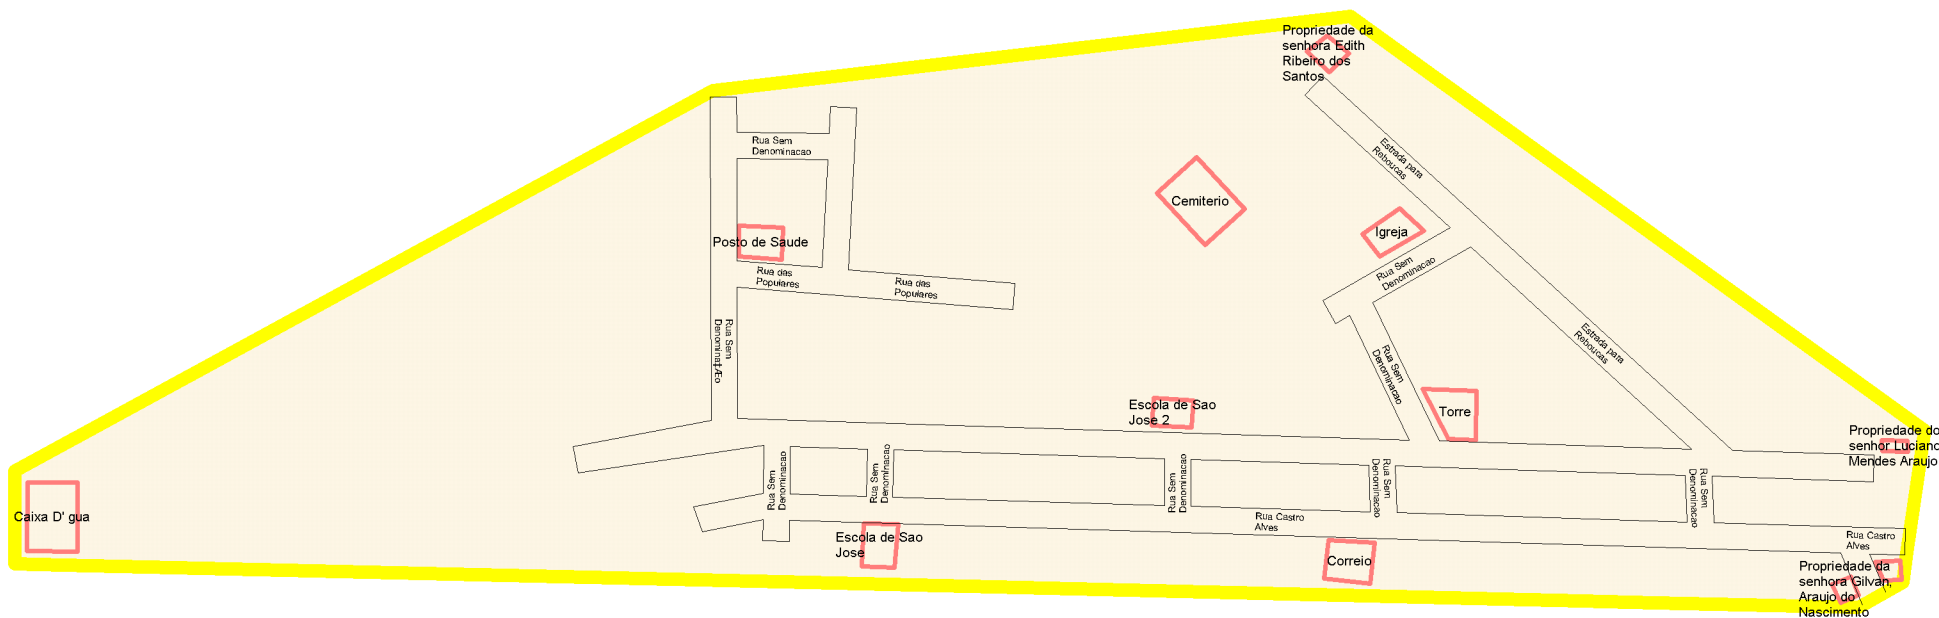 Propriedade da
senhora Edith
Ribeiro dos
Santos
Rua Sem
Denominacao
Estrada para
Reboucas
Cemiterio
Igreja
Posto de Saude
Rua das
Populares
Rua das
Populares
Rua Sem
Denominacao
Rua Sem
Denominaç‡Æo
Estrada para
Reboucas
Rua Sem
Denominacao
Escola de Sao
Jose 2
Torre
Propriedade do
senhor Luciano
Mendes Araujo
Rua Sem
Denominacao
Rua Sem
Denominacao
Rua Sem
Denominacao
Rua Sem
Denominacao
Rua Sem
Denominacao
Caixa D' gua
Rua Castro
Alves
Escola de Sao
Jose
Rua Castro
Alves
Correio
Propriedade da
senhora Gilvan,
Araujo do
Nascimento